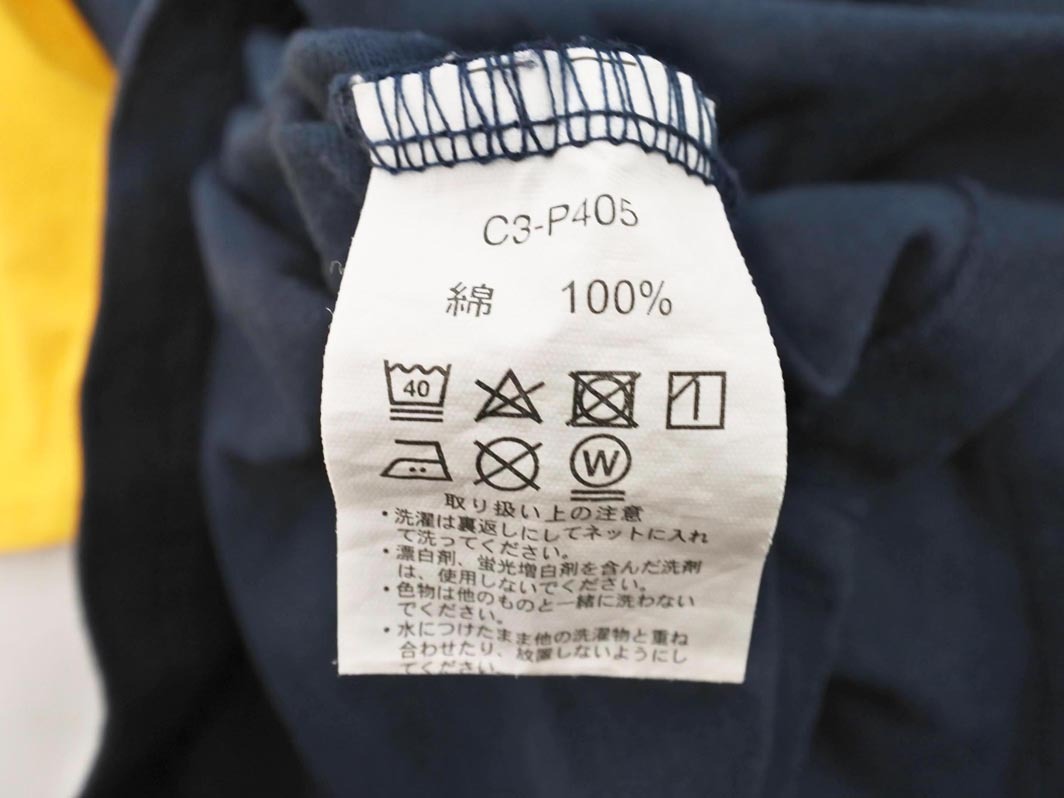 C3-P405
綿 100%
40
W
取り扱い上の注意
・洗濯は裏返しにしてネットに入れ
て洗ってください。
・漂白剤、蛍光増白剤を含んだ洗剤
は、使用しないでください。
・色物は他のものと一緒に洗わない
でください。
・水につけたまま他の洗濯物と重ね
合わせたり、放置しないようにし
てください。